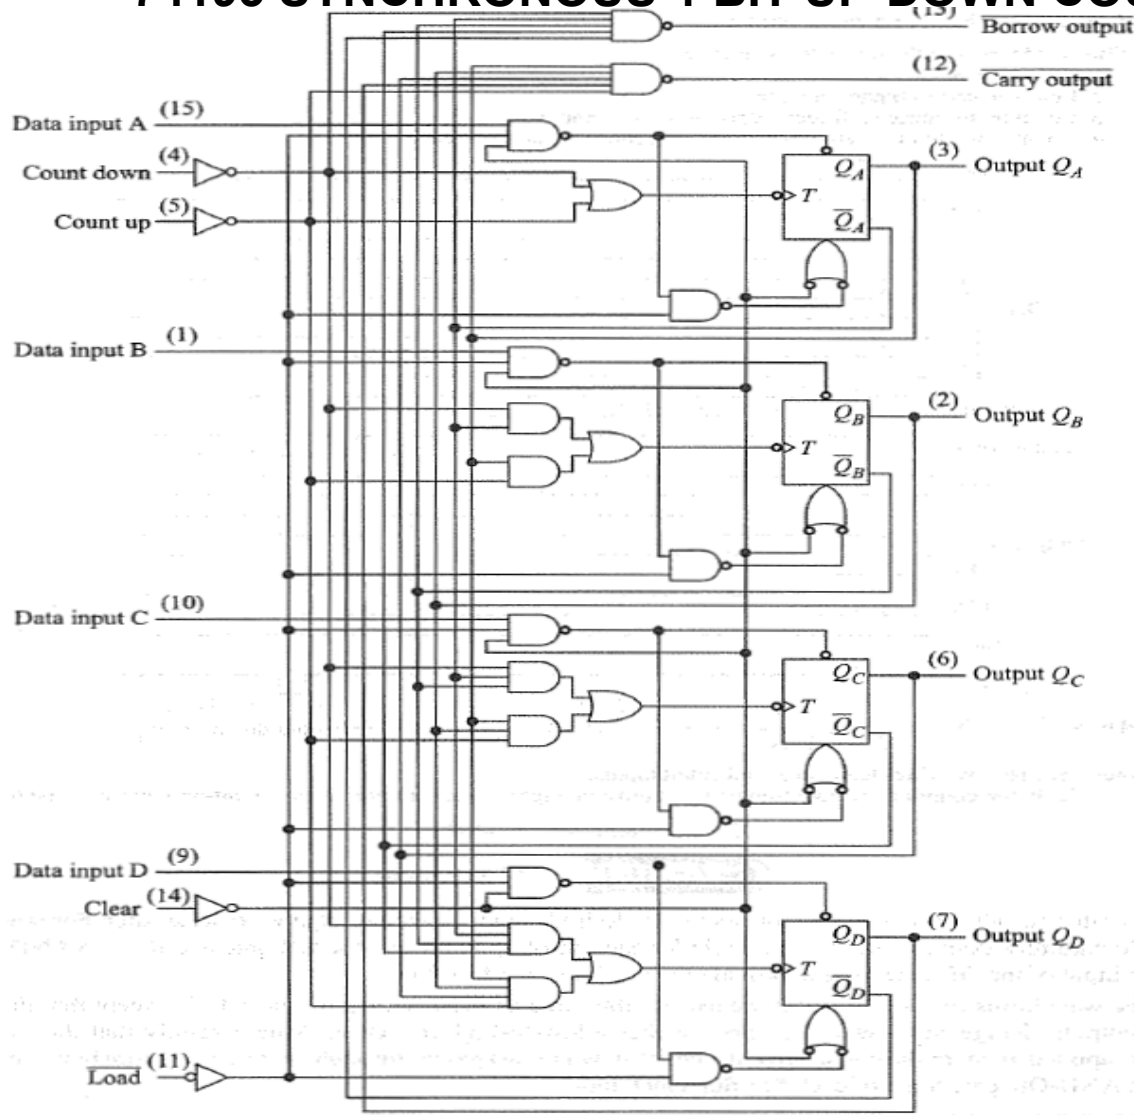 74193 SYNCHRONOUS 4 BIT UP DOWN COU
(13) Borrow output
(12) Carry output
Data input A (15)
Count down (4)
Count up (5)
Q_A (3) Output Q_A
T
Q̅_A
Data input B (1)
Q_B (2) Output Q_B
T
Q̅_B
Data input C (10)
Q_C (6) Output Q_C
T
Q̅_C
Data input D (9)
Clear (14)
Q_D (7) Output Q_D
T
Q̅_D
Load (11)